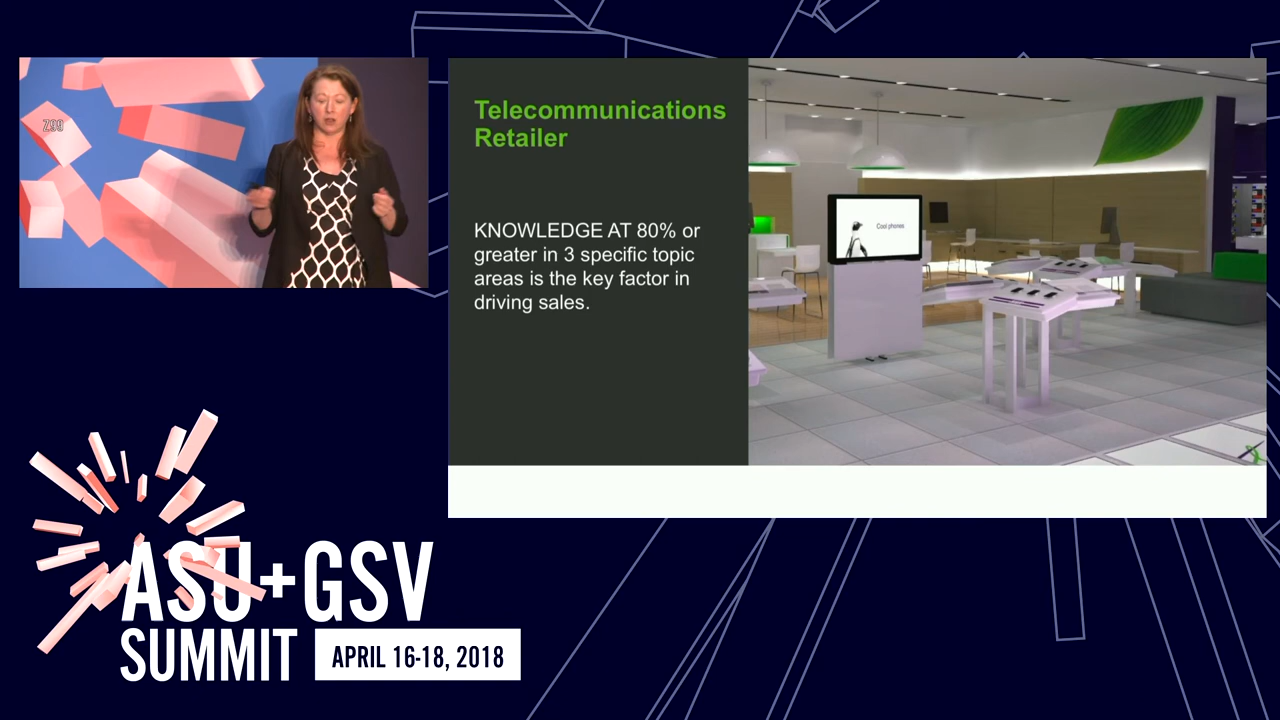 Z99
Telecommunications
Retailer
KNOWLEDGE AT 80% or
greater in 3 specific topic
areas is the key factor in
driving sales.
Cool phones
ASU+GSV
SUMMIT
APRIL 16-18, 2018